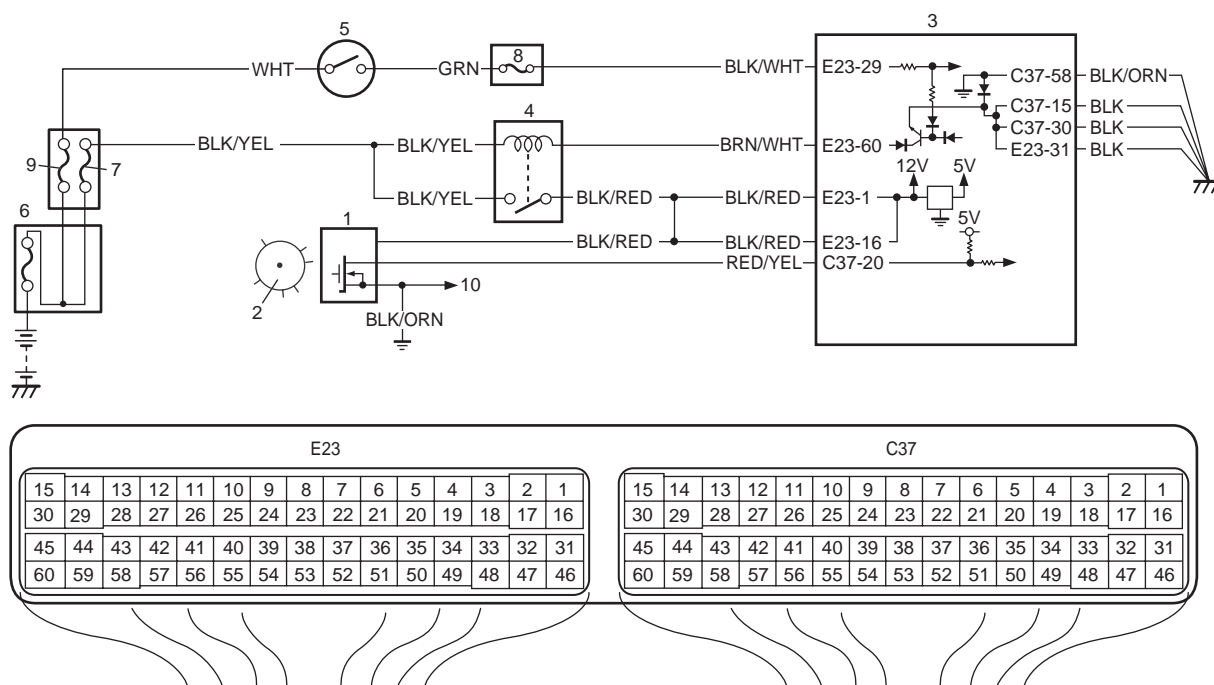 3
5
8
WHT GRN BLK/WHT E23-29 C37-58 BLK/ORN
4 C37-15 BLK
BLK/YEL BLK/YEL BRN/WHT E23-60 C37-30 BLK
E23-31 BLK
9 7 12V 5V
BLK/YEL BLK/RED BLK/RED E23-1
6 1 5V
BLK/RED BLK/RED E23-16
RED/YEL C37-20
2 10
BLK/ORN
E23 C37
15 14 13 12 11 10 9 8 7 6 5 4 3 2 1 15 14 13 12 11 10 9 8 7 6 5 4 3 2 1
30 29 28 27 26 25 24 23 22 21 20 19 18 17 16 30 29 28 27 26 25 24 23 22 21 20 19 18 17 16
45 44 43 42 41 40 39 38 37 36 35 34 33 32 31 45 44 43 42 41 40 39 38 37 36 35 34 33 32 31
60 59 58 57 56 55 54 53 52 51 50 49 48 47 46 60 59 58 57 56 55 54 53 52 51 50 49 48 47 46